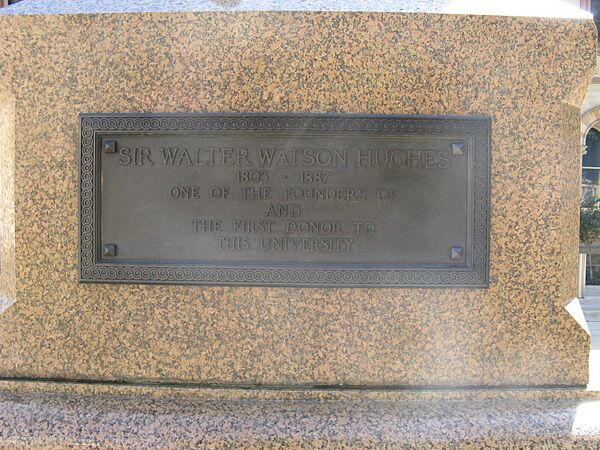 SIR WALTER WATSON HUGHES
1803 - 1887
ONE OF THE FOUNDERS OF
AND
THE FIRST DONOR TO
THIS UNIVERSITY